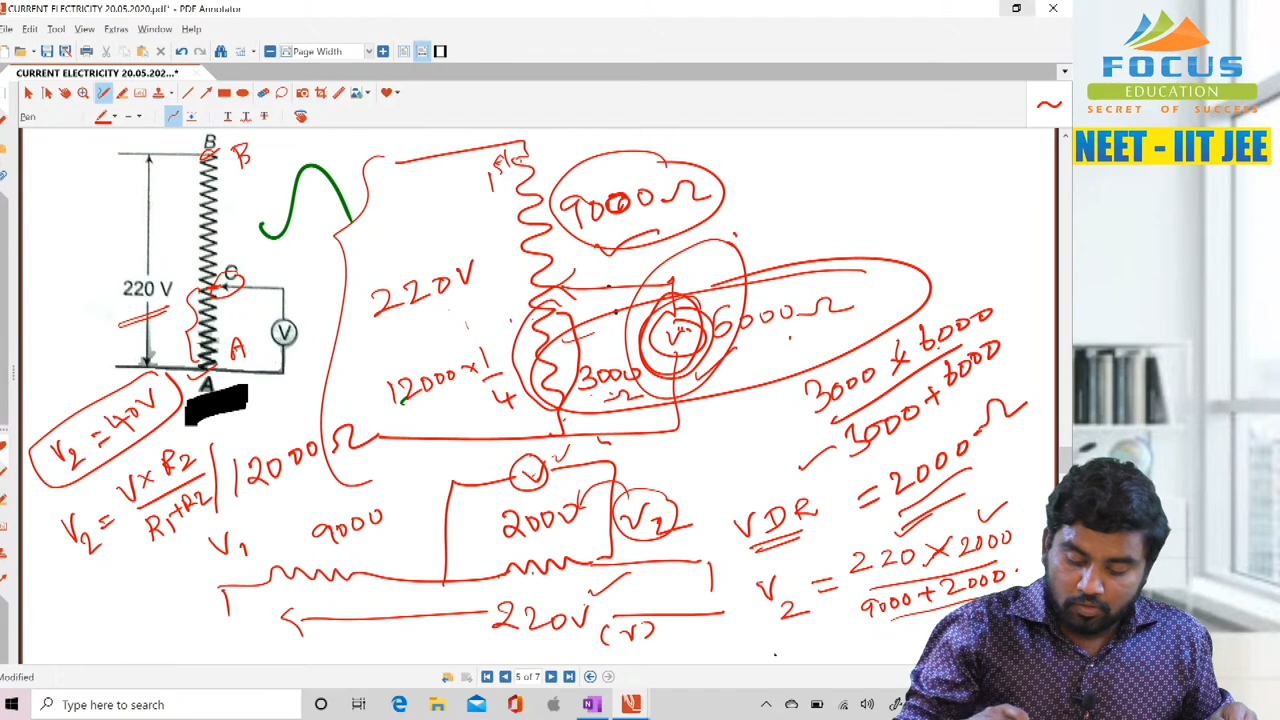 CURRENT ELECTRICITY 20.05.2020.pdf* - PDF Annotator
File Edit Tool View Extras Window Help
Page Width
CURRENT ELECTRICITY 20.05.202...*
Pen
FOCUS
EDUCATION
SECRET OF SUCCESS
NEET - IIT JEE
B
B
C
220 V
V
A
A
9000Ω
220V
V
6000Ω
12000 × 1/4
3000
Ω
3000 × 6000
3000 + 6000
= 2000 Ω
V2 = 40V
V2 = V × R2
R1+R2
12000 Ω
V
V1
9000
2000
V2
220V
(V)
VDR
V2 = 220 × 2000
9000 + 2000
Modified
5 of 7
Type here to search